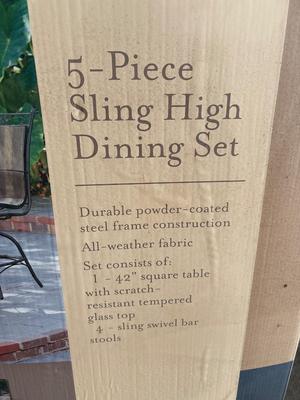 5-Piece
Sling High
Dining Set
Durable powder-coated
steel frame construction
All-weather fabric
Set consists of:
1 - 42" square table
with scratch-
resistant tempered
glass top
4 - sling swivel bar
stools